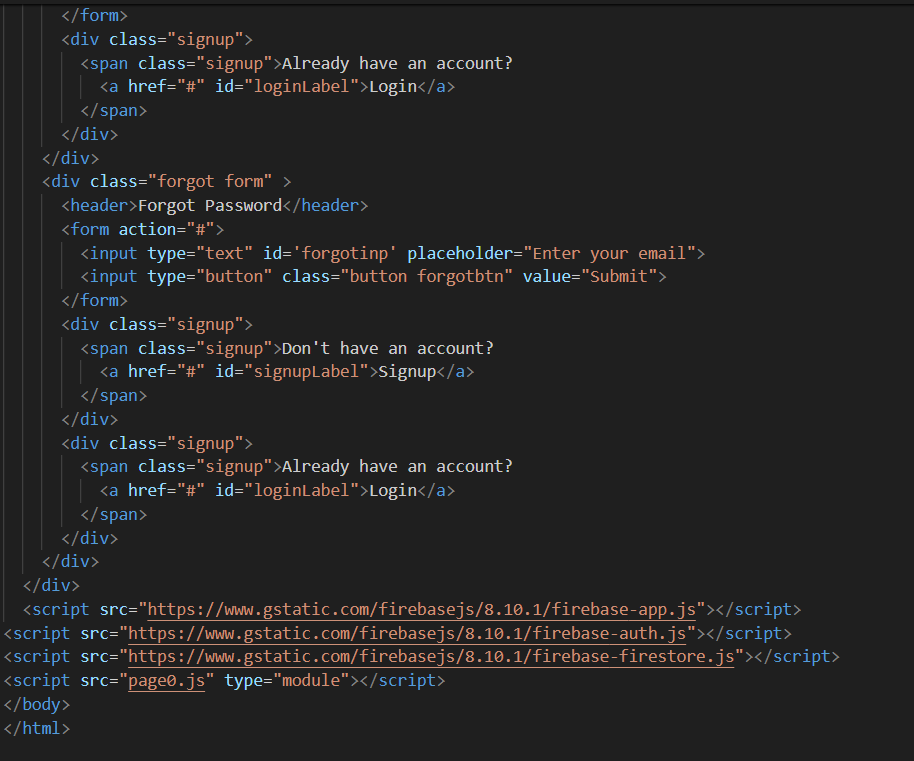 </form>
<div class="signup">
<span class="signup">Already have an account?
<a href="#" id="loginLabel">Login</a>
</span>
</div>
</div>
<div class="forgot form" >
<header>Forgot Password</header>
<form action="#">
<input type="text" id='forgotinp' placeholder="Enter your email">
<input type="button" class="button forgotbtn" value="Submit">
</form>
<div class="signup">
<span class="signup">Don't have an account?
<a href="#" id="signupLabel">Signup</a>
</span>
</div>
<div class="signup">
<span class="signup">Already have an account?
<a href="#" id="loginLabel">Login</a>
</span>
</div>
</div>
</div>
<script src="https://www.gstatic.com/firebasejs/8.10.1/firebase-app.js"></script>
<script src="https://www.gstatic.com/firebasejs/8.10.1/firebase-auth.js"></script>
<script src="https://www.gstatic.com/firebasejs/8.10.1/firebase-firestore.js"></script>
<script src="page0.js" type="module"></script>
</body>
</html>